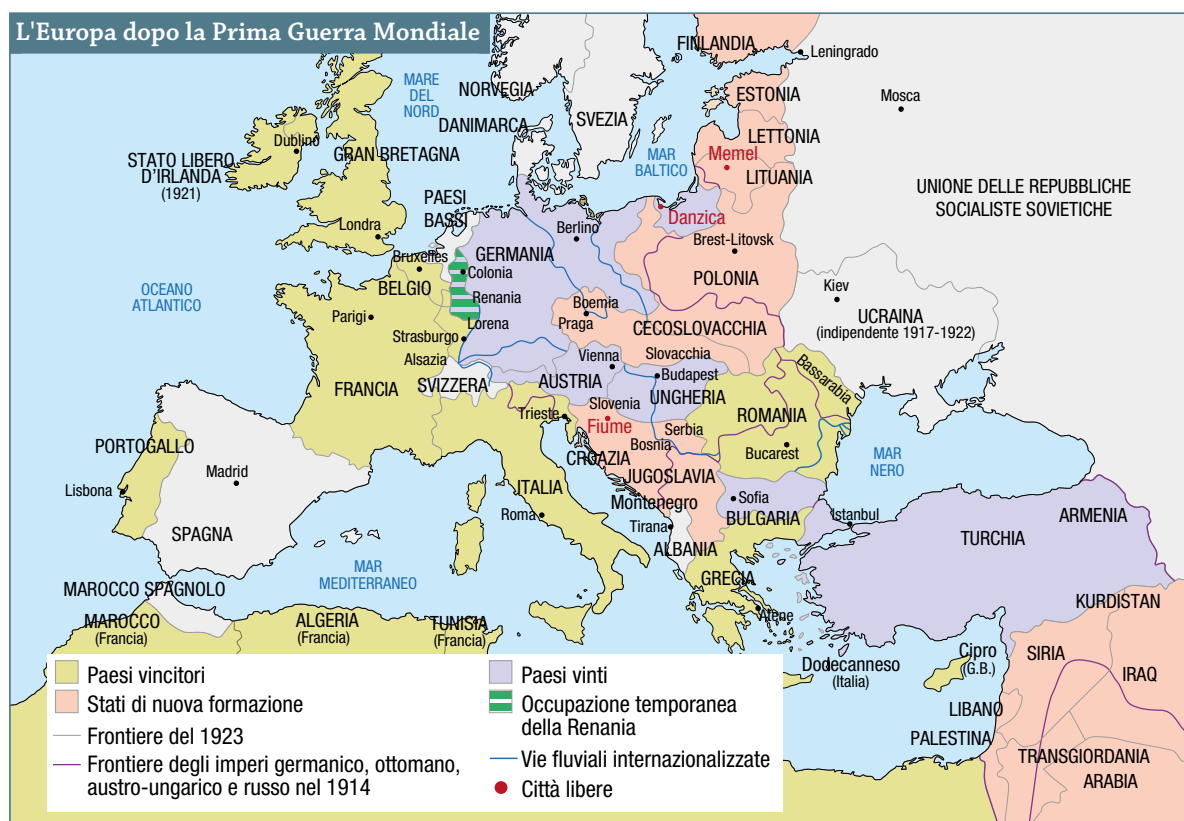 L'Europa dopo la Prima Guerra Mondiale
FINLANDIA
Leningrado
MARE
DEL
NORD
NORVEGIA
SVEZIA
ESTONIA
Mosca
DANIMARCA
LETTONIA
Dublino
STATO LIBERO
D'IRLANDA
(1921)
GRAN BRETAGNA
MAR
BALTICO
Memel
LITUANIA
UNIONE DELLE REPUBBLICHE
SOCIALISTE SOVIETICHE
PAESI
BASSI
Danzica
Londra
Berlino
Brest-Litovsk
GERMANIA
Bruxelles
Colonia
POLONIA
BELGIO
OCEANO
ATLANTICO
Renania
Boemia
Kiev
Parigi
Lorena
Praga
CECOSLOVACCHIA
UCRAINA
(indipendente 1917-1922)
Strasburgo
Alsazia
Vienna
Slovacchia
Bassarabia
FRANCIA
SVIZZERA
AUSTRIA
Budapest
UNGHERIA
Slovenia
ROMANIA
Trieste
Fiume
Serbia
PORTOGALLO
Bosnia
Bucarest
CROAZIA
MAR
NERO
Madrid
JUGOSLAVIA
Lisbona
ITALIA
Montenegro
Sofia
Roma
BULGARIA
Istanbul
ARMENIA
SPAGNA
Tirana
TURCHIA
ALBANIA
MAR
MEDITERRANEO
GRECIA
MAROCCO SPAGNOLO
KURDISTAN
MAROCCO
(Francia)
ALGERIA
(Francia)
TUNISIA
(Francia)
Atene
Cipro
(G.B.)
SIRIA
Dodecanneso
(Italia)
IRAQ
LIBANO
PALESTINA
TRANSGIORDANIA
ARABIA
Paesi vincitori
Stati di nuova formazione
Frontiere del 1923
Frontiere degli imperi germanico, ottomano,
austro-ungarico e russo nel 1914
Paesi vinti
Occupazione temporanea
della Renania
Vie fluviali internazionalizzate
Città libere